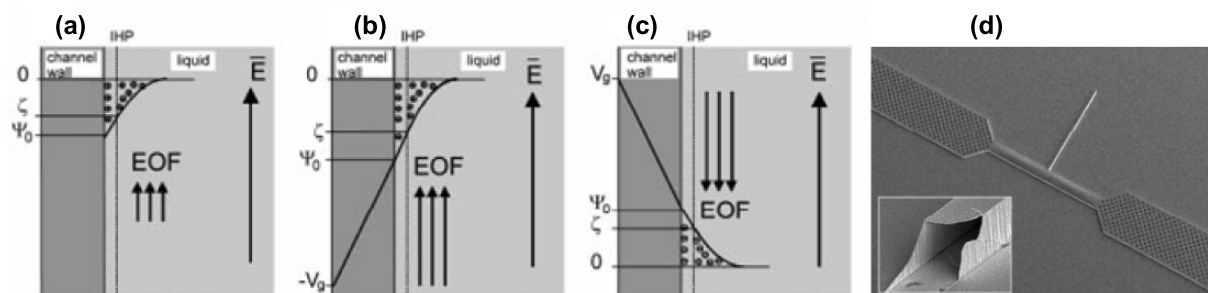 (a)
IHP
channel
wall
liquid
0
E
ζ
Ψ0
EOF
(b)
IHP
channel
wall
liquid
0
E
ζ
Ψ0
EOF
-Vg
(c)
IHP
channel
wall
liquid
Vg
E
EOF
Ψ0
ζ
0
(d)